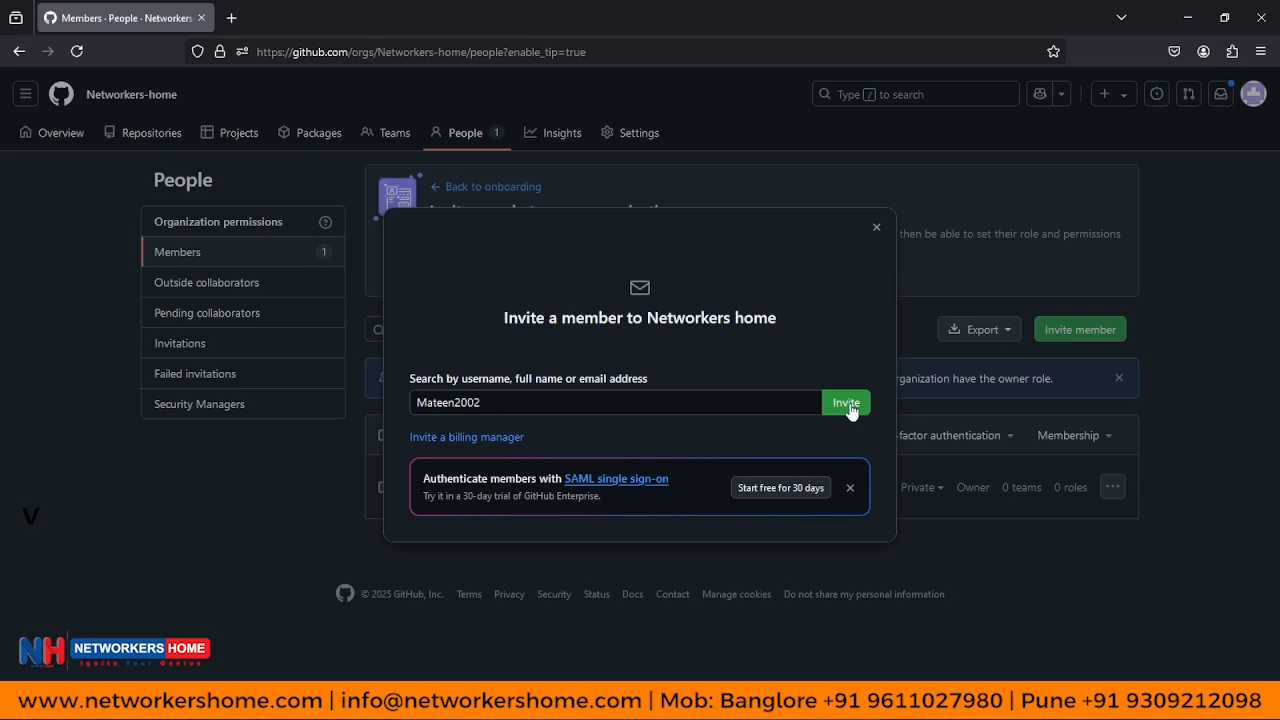 Members · People · Networkers-
https://github.com/orgs/Networkers-home/people?enable_tip=true
Networkers-home
Type / to search
Overview
Repositories
Projects
Packages
Teams
People 1
Insights
Settings
People
Organization permissions
Members 1
Outside collaborators
Pending collaborators
Invitations
Failed invitations
Security Managers
← Back to onboarding
then be able to set their role and permissions
Export
Invite member
rganization have the owner role.
-factor authentication
Membership
Private
Owner
0 teams
0 roles
Invite a member to Networkers home
Search by username, full name or email address
Mateen2002
Invite
Invite a billing manager
Authenticate members with SAML single sign-on
Try it in a 30-day trial of GitHub Enterprise.
Start free for 30 days
V
© 2025 GitHub, Inc. Terms Privacy Security Status Docs Contact Manage cookies Do not share my personal information
NH NETWORKERS HOME
Ignite Your Genius
www.networkershome.com | info@networkershome.com | Mob: Banglore +91 9611027980 | Pune +91 9309212098